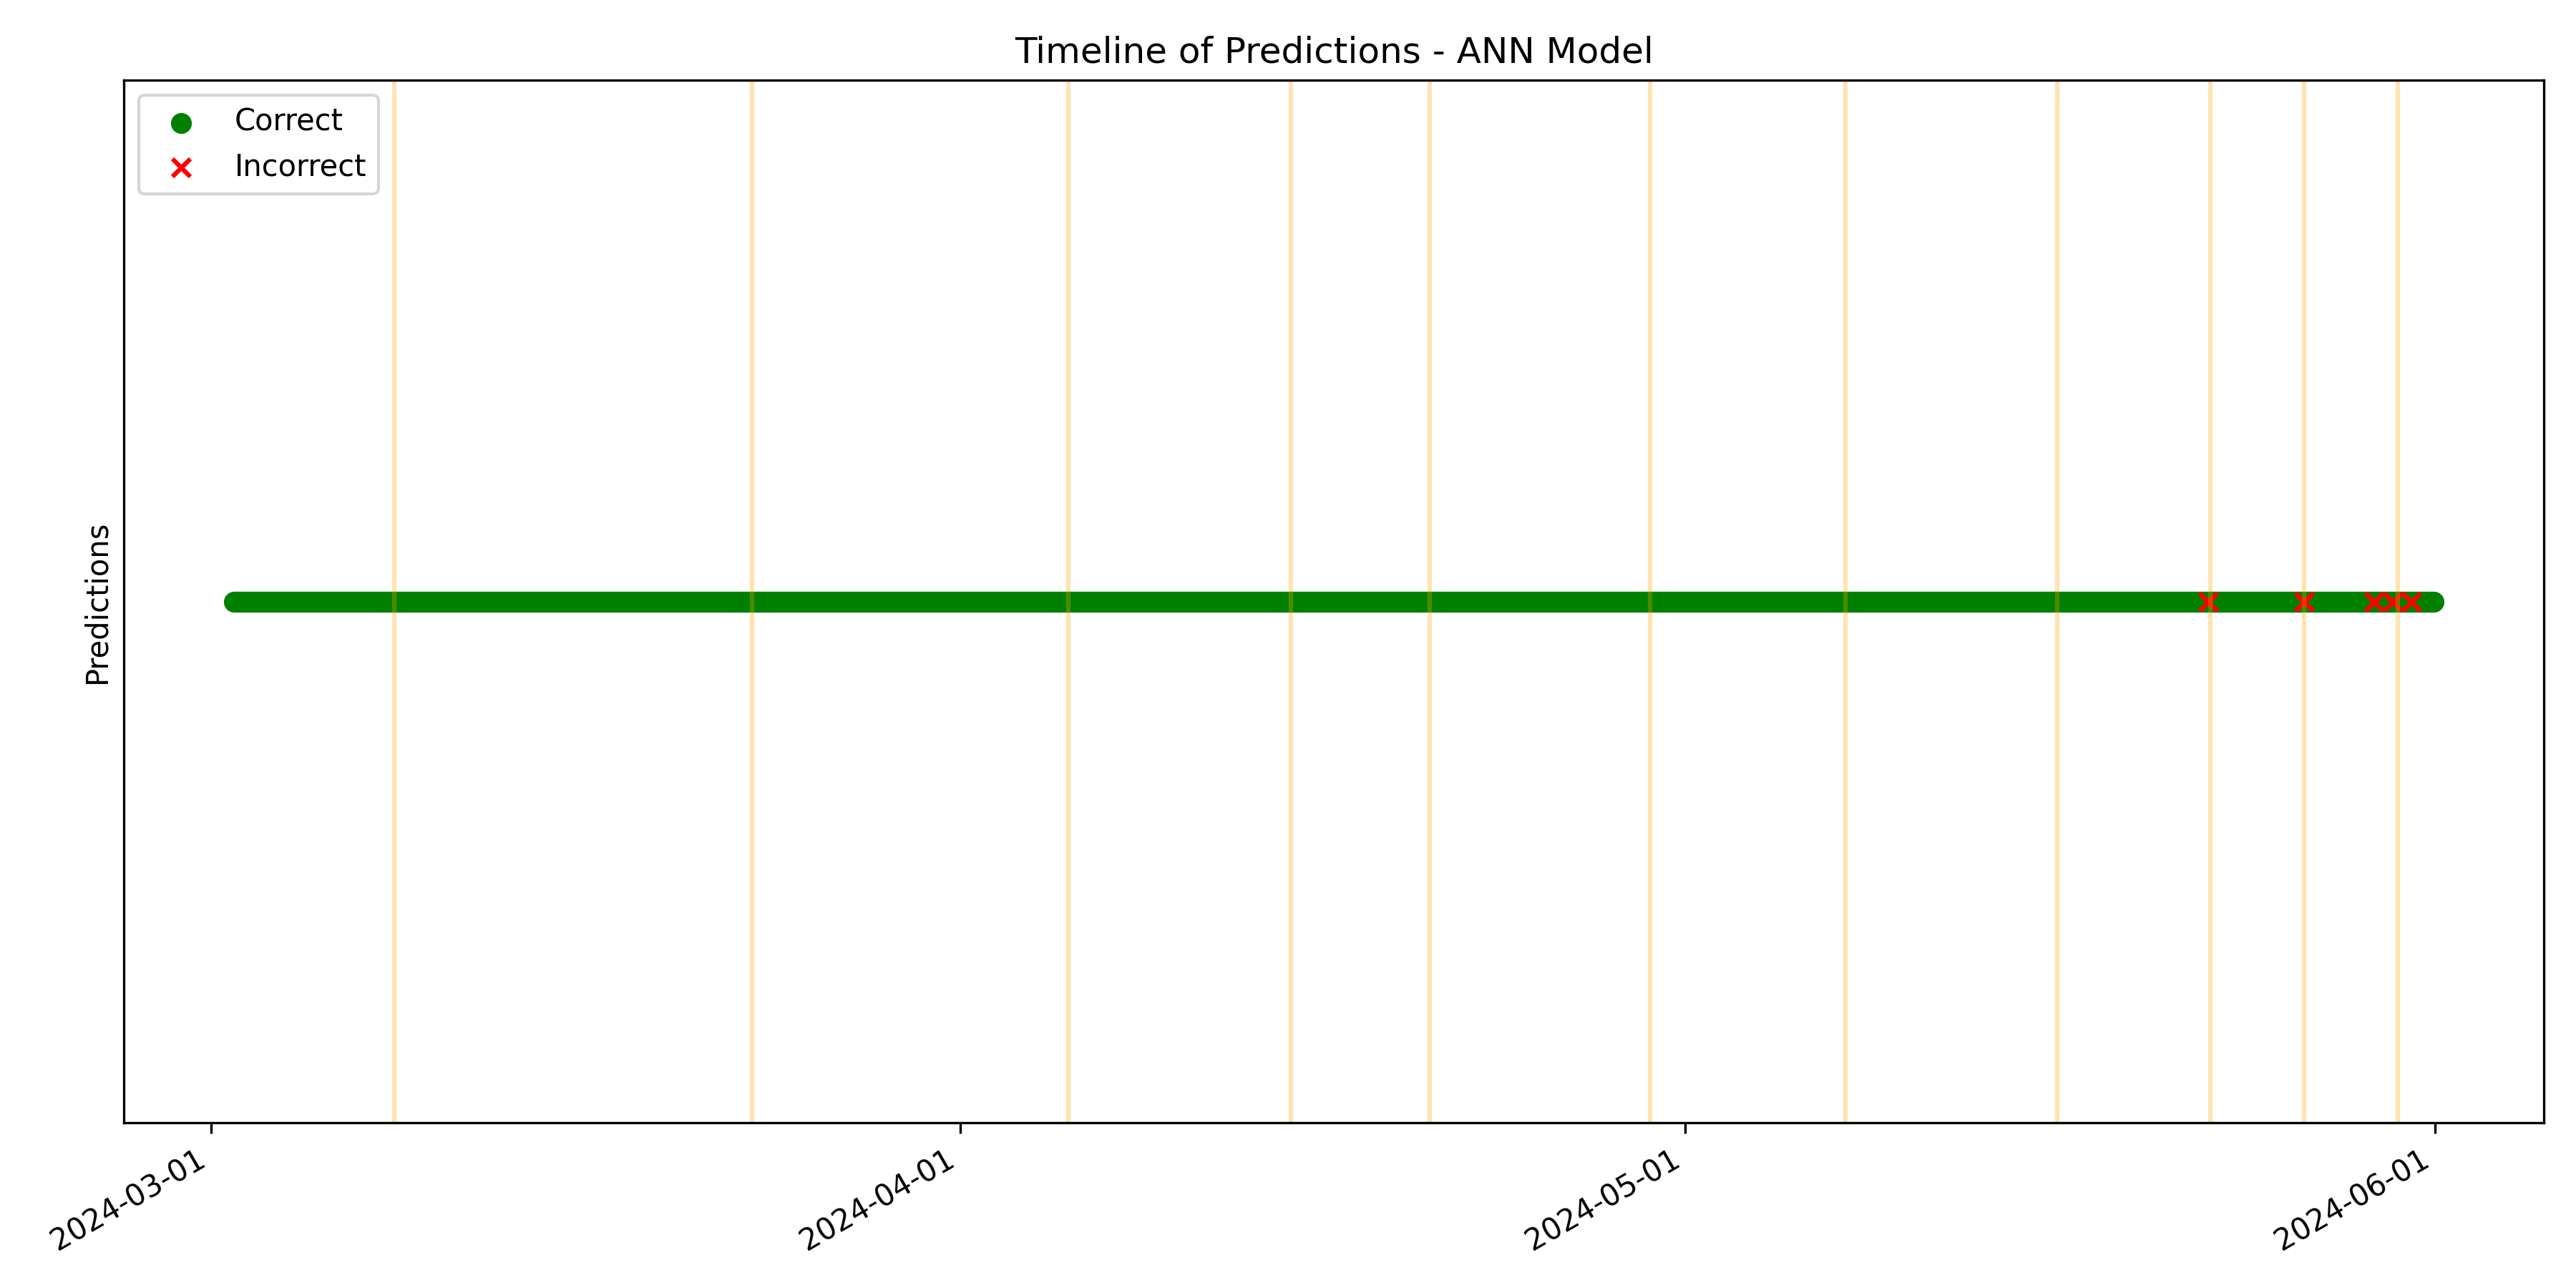 Timeline of Predictions - ANN Model
Correct
Incorrect
Predictions
2024-03-01
2024-04-01
2024-05-01
2024-06-01